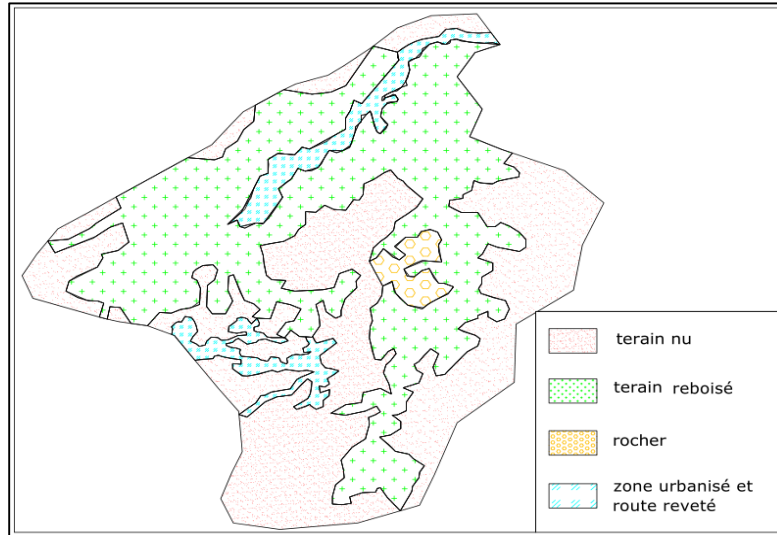 terain nu
terain reboisé
rocher
zone urbanisé et
route reveté